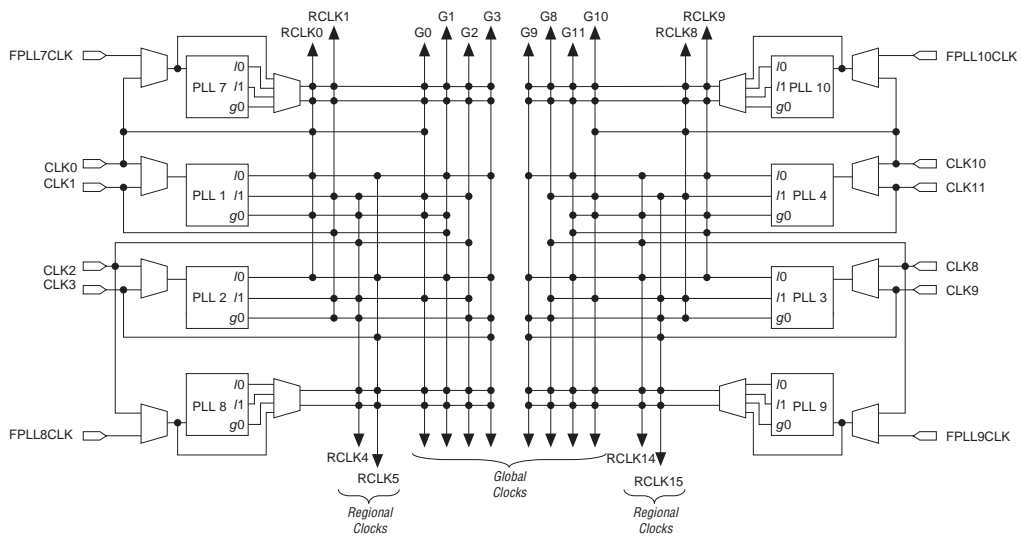 RCLK1 G1 G3 G8 G10 RCLK9
RCLK0 G0 G2 G9 G11 RCLK8
FPLL7CLK FPLL10CLK
l0 l0
PLL 7 l1 l1 PLL 10
g0 g0
CLK0 CLK10
CLK1 l0 l0 CLK11
PLL 1 l1 l1 PLL 4
g0 g0
CLK2 CLK8
CLK3 l0 l0 CLK9
PLL 2 l1 l1 PLL 3
g0 g0
l0 l0
PLL 8 l1 l1 PLL 9
g0 g0
FPLL8CLK FPLL9CLK
RCLK4 RCLK14
RCLK5 Global RCLK15
Clocks
Regional Regional
Clocks Clocks